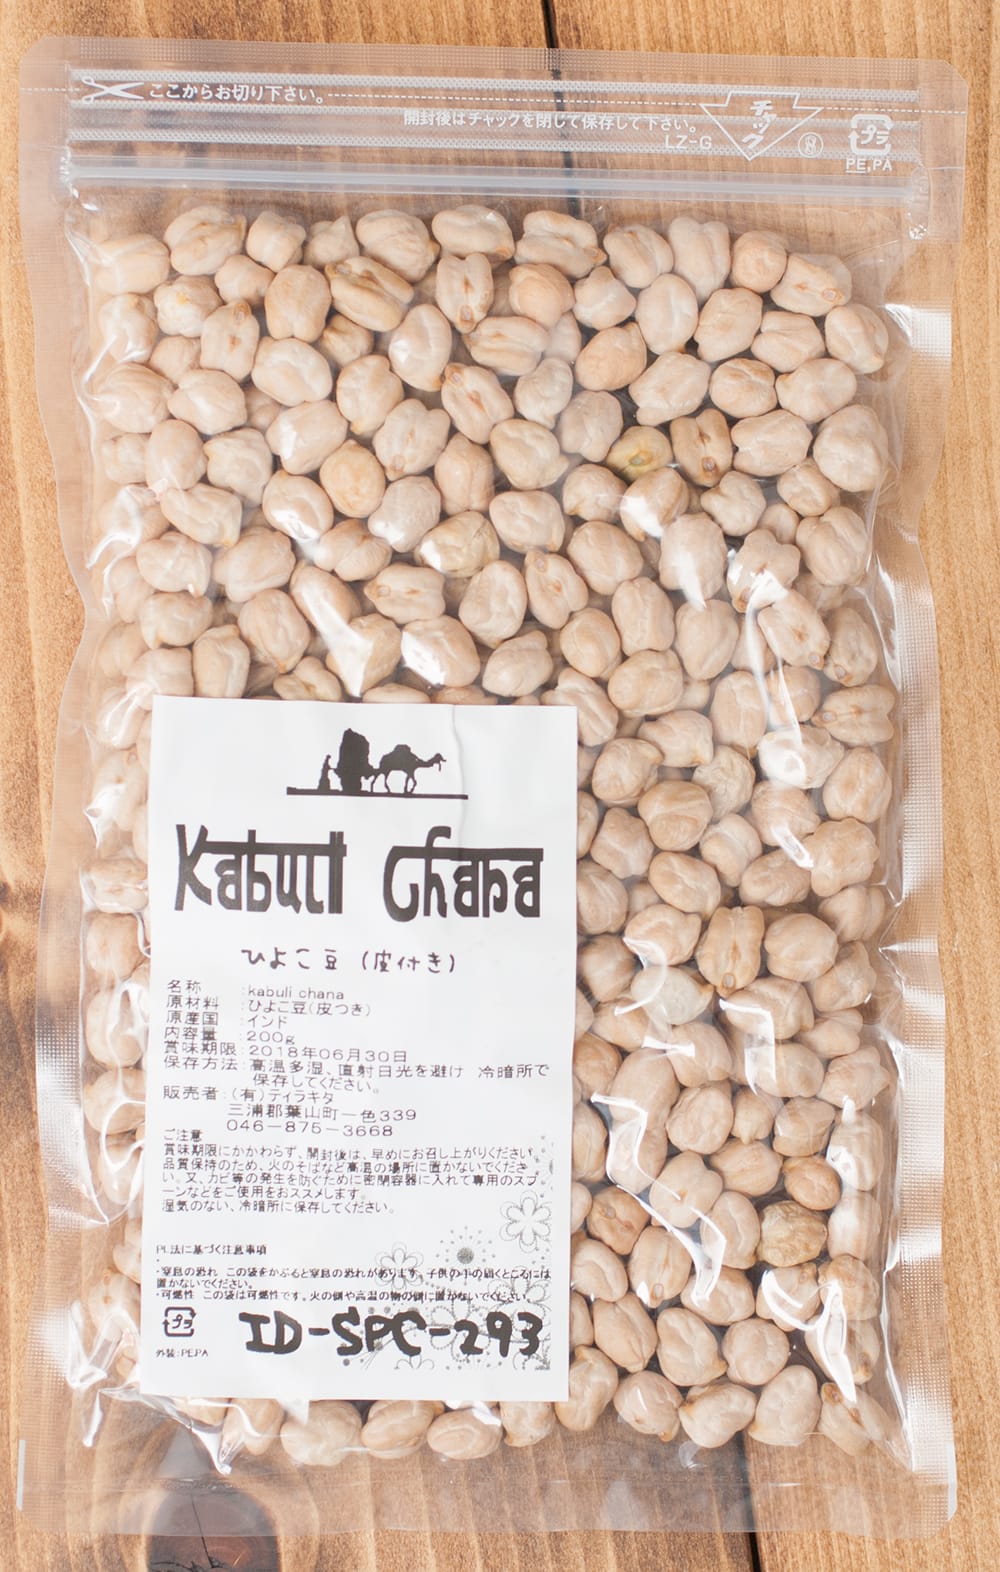 ここからお切り下さい。
開封後はチャックを閉じて保存して下さい。
チャック
LZ-G
8
プラ
PE,PA
Kabuli Chana
ひよこ豆（皮付き）
名称　:kabuli chana
原材料　:ひよこ豆(皮つき)
原産国　:インド
内容量　:200g
賞味期限:2018年06月30日
保存方法:高温多湿、直射日光を避け　冷暗所で
保存してください。
販売者:(有)ティラキタ
三浦郡葉山町一色339
046-875-3668
ご注意
賞味期限にかかわらず、開封後は、早めにお召し上がりください。
品質保持のため、火のそばなど高温の場所に置かないでくださ
い。又、カビ等の発生を防ぐために密閉容器に入れて専用のスプ
ーンなどをご使用をおススメします。
湿気のない、冷暗所に保存してください。
PL法に基づく注意事項
・窒息の恐れ　この袋をかぶると窒息の恐れがあります。子供の手の届くところには
置かないでください。
・可燃性　この袋は可燃性です。火の側や高温の物の側に置かないでください。
プラ
外装:PEPA
ID-SPC-293